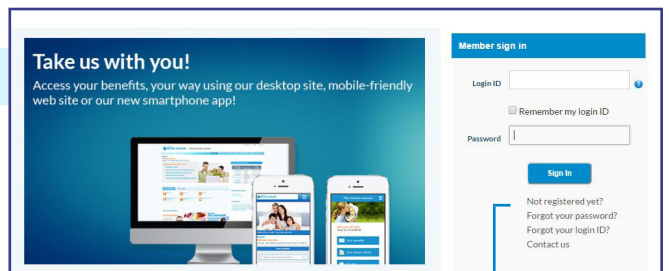 Take us with you!
Access your benefits, your way using our desktop site, mobile-friendly
web site or our new smartphone app!
Member sign in
Login ID
?
Remember my login ID
Password
Sign In
Not registered yet?
Forgot your password?
Forgot your login ID?
Contact us